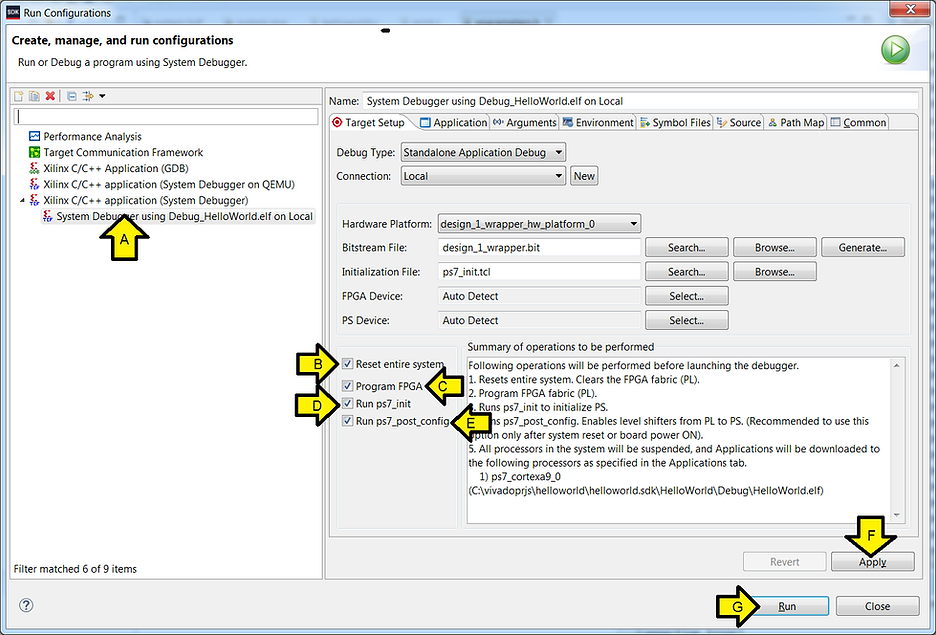 SDK Run Configurations
Create, manage, and run configurations
Run or Debug a program using System Debugger.
Performance Analysis
Target Communication Framework
Xilinx C/C++ Application (GDB)
Xilinx C/C++ application (System Debugger on QEMU)
Xilinx C/C++ application (System Debugger)
System Debugger using Debug_HelloWorld.elf on Local
A
Filter matched 6 of 9 items
Name: System Debugger using Debug_HelloWorld.elf on Local
Target Setup Application Arguments Environment Symbol Files Source Path Map Common
Debug Type: Standalone Application Debug
Connection: Local New
Hardware Platform: design_1_wrapper_hw_platform_0
Bitstream File: design_1_wrapper.bit Search... Browse... Generate...
Initialization File: ps7_init.tcl Search... Browse...
FPGA Device: Auto Detect Select...
PS Device: Auto Detect Select...
B Reset entire system
Program FPGA C
D Run ps7_init
Run ps7_post_config E
Summary of operations to be performed
Following operations will be performed before launching the debugger.
1. Resets entire system. Clears the FPGA fabric (PL).
2. Program FPGA fabric (PL).
Runs ps7_init to initialize PS.
ps7_post_config. Enables level shifters from PL to PS. (Recommended to use this
option only after system reset or board power ON).
5. All processors in the system will be suspended, and Applications will be downloaded to
the following processors as specified in the Applications tab.
1) ps7_cortexa9_0
(C:\vivadoprjs\helloworld\helloworld.sdk\HelloWorld\Debug\HelloWorld.elf)
F
Revert Apply
G Run Close